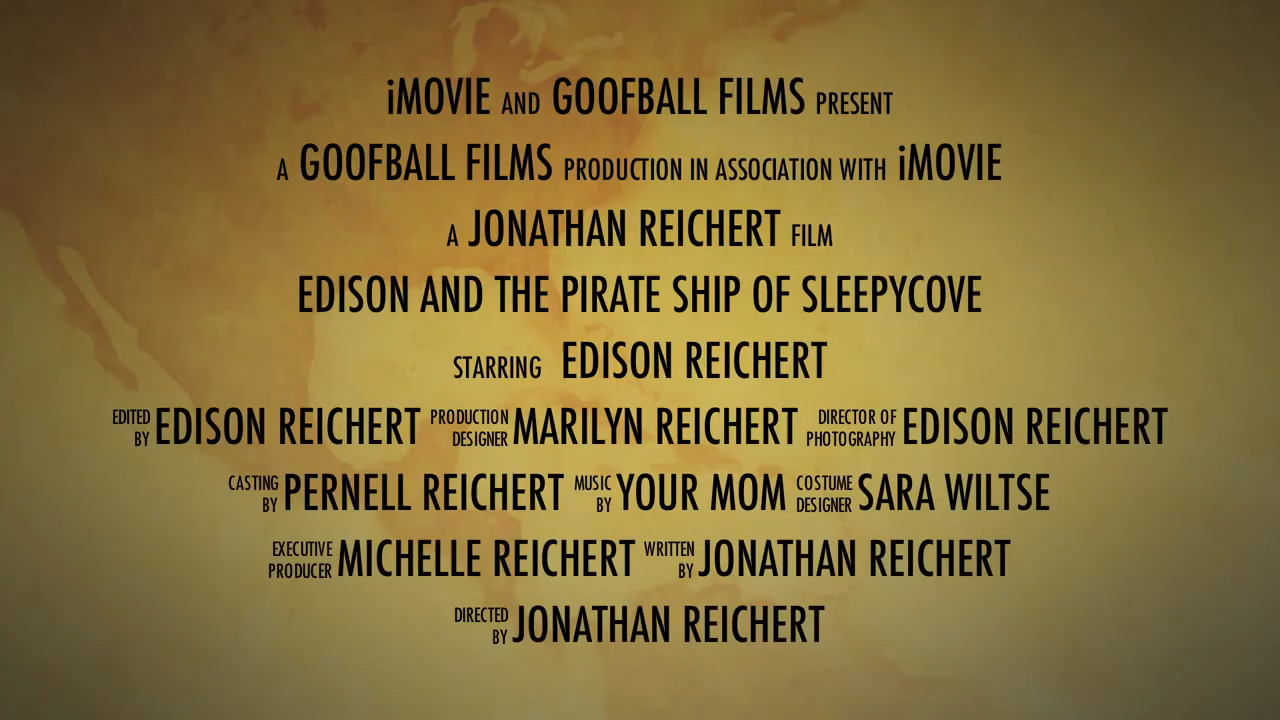 iMOVIE AND GOOFBALL FILMS PRESENT
A GOOFBALL FILMS PRODUCTION IN ASSOCIATION WITH iMOVIE
A JONATHAN REICHERT FILM
EDISON AND THE PIRATE SHIP OF SLEEPYCOVE
STARRING EDISON REICHERT
EDITED BY EDISON REICHERT PRODUCTION DESIGNER MARILYN REICHERT DIRECTOR OF PHOTOGRAPHY EDISON REICHERT
CASTING BY PERNELL REICHERT MUSIC BY YOUR MOM COSTUME DESIGNER SARA WILTSE
EXECUTIVE PRODUCER MICHELLE REICHERT WRITTEN BY JONATHAN REICHERT
DIRECTED BY JONATHAN REICHERT